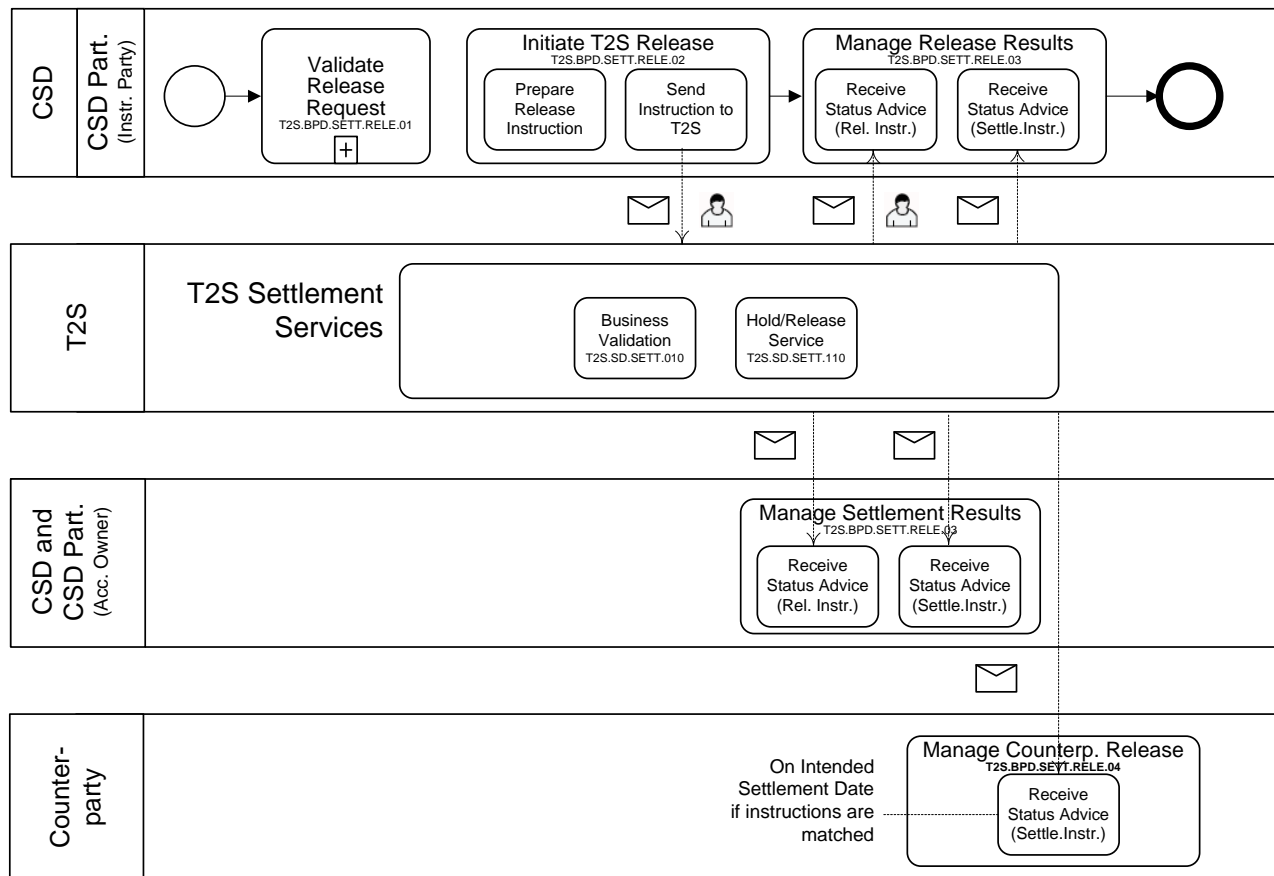 CSD
CSD Part.
(Instr. Party)
Validate
Release
Request
T2S.BPD.SETT.RELE.01
Initiate T2S Release
T2S.BPD.SETT.RELE.02
Prepare
Release
Instruction
Send
Instruction to
T2S
Manage Release Results
T2S.BPD.SETT.RELE.03
Receive
Status Advice
(Rel. Instr.)
Receive
Status Advice
(Settle.Instr.)
T2S
T2S Settlement
Services
Business
Validation
T2S.SD.SETT.010
Hold/Release
Service
T2S.SD.SETT.110
CSD and
CSD Part.
(Acc. Owner)
Manage Settlement Results
T2S.BPD.SETT.RELE.03
Receive
Status Advice
(Rel. Instr.)
Receive
Status Advice
(Settle.Instr.)
Counter-
party
On Intended
Settlement Date
if instructions are
matched
Manage Counterp. Release
T2S.BPD.SETT.RELE.04
Receive
Status Advice
(Settle.Instr.)